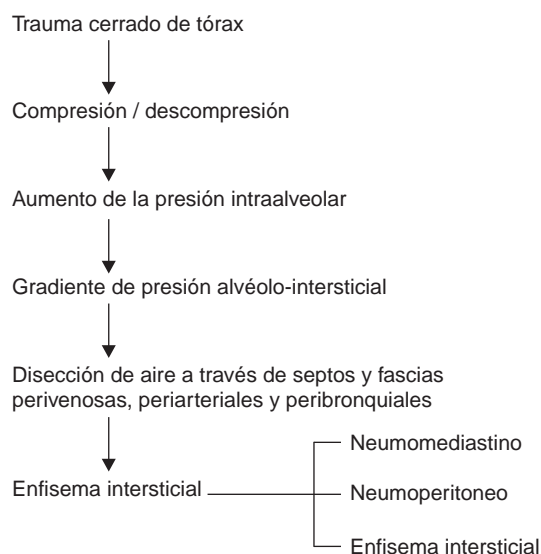 Trauma cerrado de tórax
Compresión / descompresión
Aumento de la presión intraalveolar
Gradiente de presión alvéolo-intersticial
Disección de aire a través de septos y fascias
perivenosas, periarteriales y peribronquiales
Enfisema intersticial
Neumomediastino
Neumoperitoneo
Enfisema intersticial